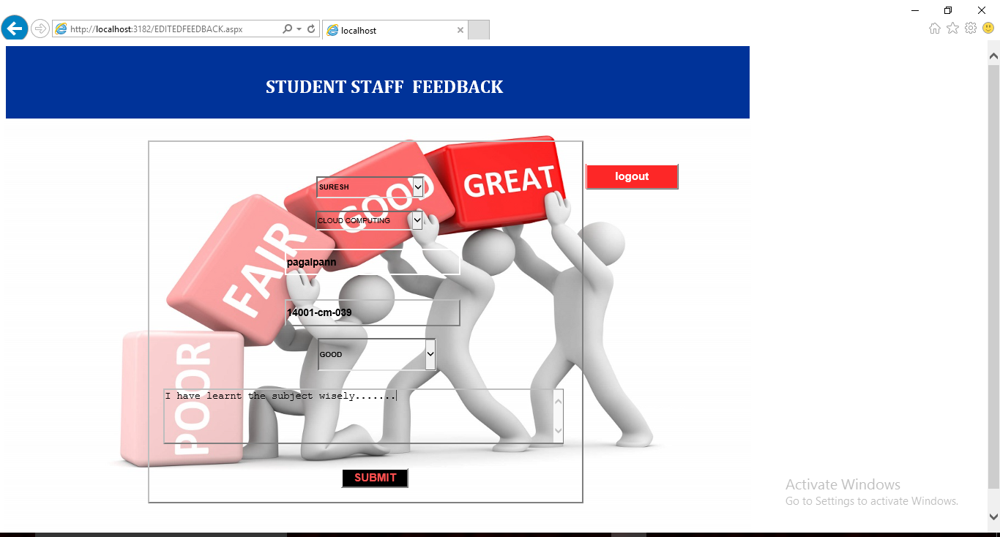 http://localhost:3182/EDITEDFEEDBACK.aspx
localhost
STUDENT STAFF FEEDBACK
GREAT
logout
GOOD
SURESH
CLOUD COMPUTING
FAIR
pagalpann
14001-cm-039
GOOD
POOR
I have learnt the subject wisely.......
SUBMIT
Activate Windows
Go to Settings to activate Windows.